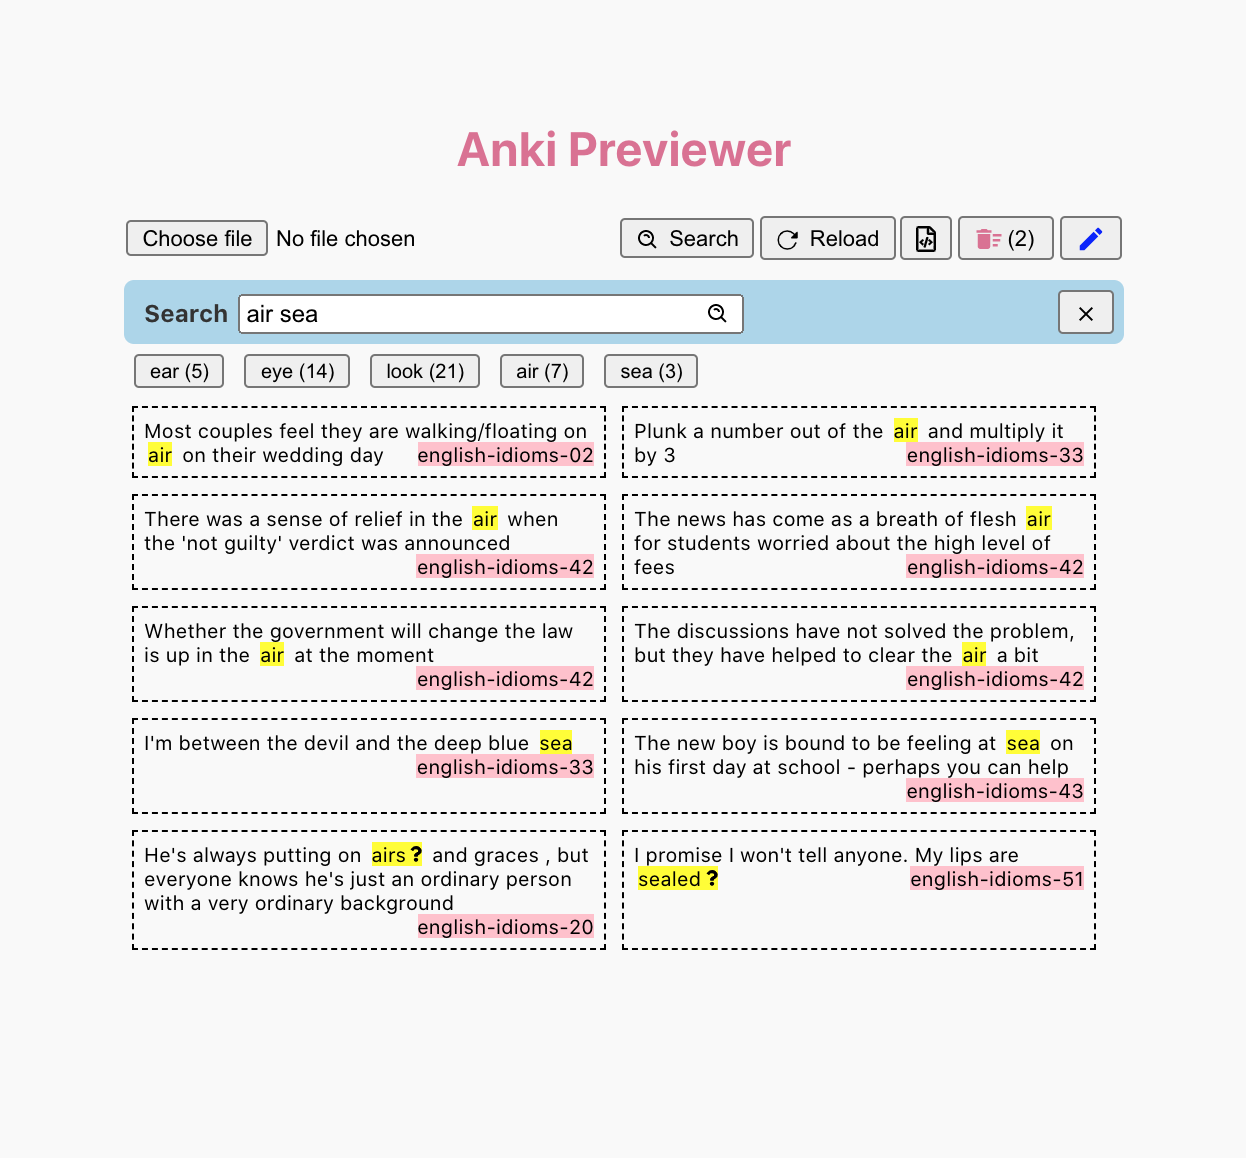 Anki Previewer
Choose file No file chosen Search Reload (2)
Search air sea
ear (5) eye (14) look (21) air (7) sea (3)
Most couples feel they are walking/floating on
air on their wedding day english-idioms-02
Plunk a number out of the air and multiply it
by 3 english-idioms-33
There was a sense of relief in the air when
the 'not guilty' verdict was announced
english-idioms-42
The news has come as a breath of flesh air
for students worried about the high level of
fees english-idioms-42
Whether the government will change the law
is up in the air at the moment
english-idioms-42
The discussions have not solved the problem,
but they have helped to clear the air a bit
english-idioms-42
I'm between the devil and the deep blue sea
english-idioms-33
The new boy is bound to be feeling at sea on
his first day at school - perhaps you can help
english-idioms-43
He's always putting on airs ? and graces , but
everyone knows he's just an ordinary person
with a very ordinary background
english-idioms-20
I promise I won't tell anyone. My lips are
sealed ? english-idioms-51